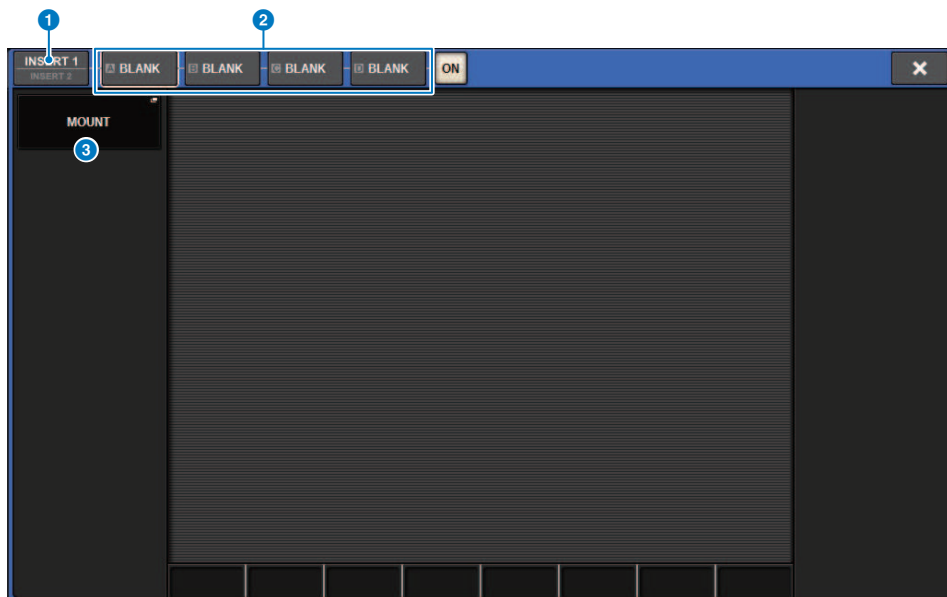 1
2
INSERT 1
INSERT 2
A BLANK
B BLANK
C BLANK
D BLANK
ON
×
MOUNT
3